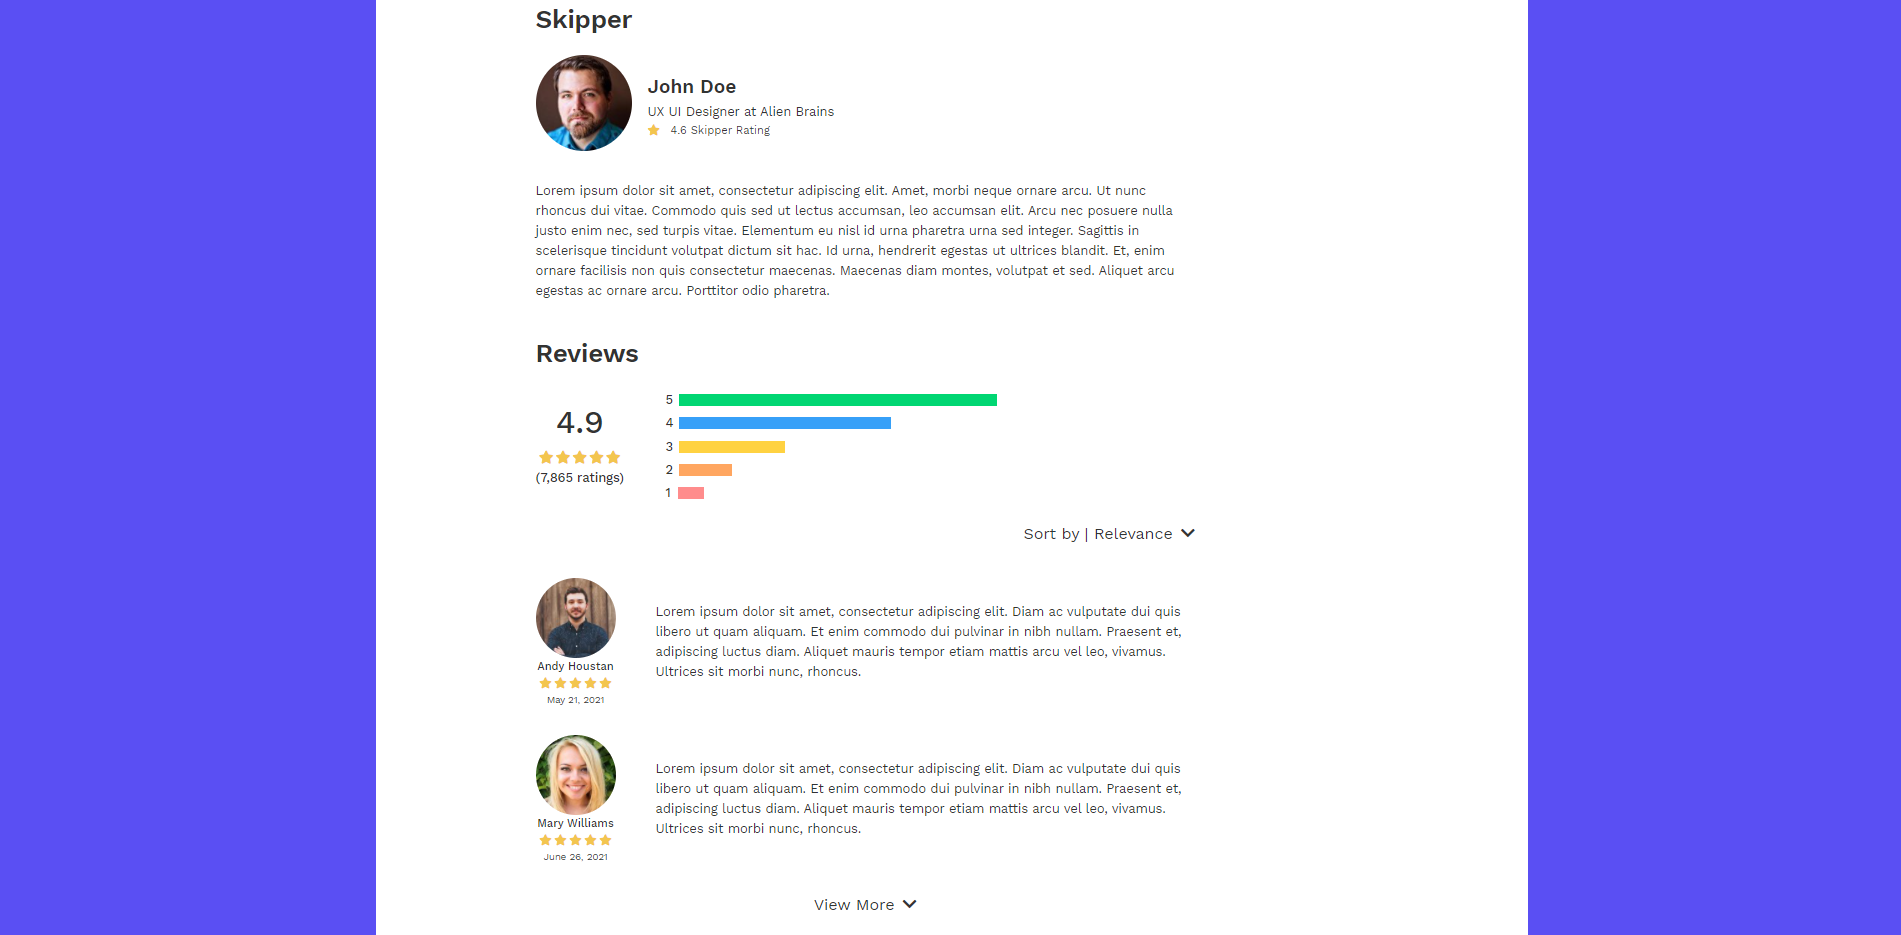 Skipper
John Doe
UX UI Designer at Alien Brains
4.6 Skipper Rating
Lorem ipsum dolor sit amet, consectetur adipiscing elit. Amet, morbi neque ornare arcu. Ut nunc
rhoncus dui vitae. Commodo quis sed ut lectus accumsan, leo accumsan elit. Arcu nec posuere nulla
justo enim nec, sed turpis vitae. Elementum eu nisl id urna pharetra urna sed integer. Sagittis in
scelerisque tincidunt volutpat dictum sit hac. Id urna, hendrerit egestas ut ultrices blandit. Et, enim
ornare facilisis non quis consectetur maecenas. Maecenas diam montes, volutpat et sed. Aliquet arcu
egestas ac ornare arcu. Porttitor odio pharetra.
Reviews
4.9
(7,865 ratings)
5
4
3
2
1
Sort by | Relevance
Andy Houstan
May 21, 2021
Lorem ipsum dolor sit amet, consectetur adipiscing elit. Diam ac vulputate dui quis
libero ut quam aliquam. Et enim commodo dui pulvinar in nibh nullam. Praesent et,
adipiscing luctus diam. Aliquet mauris tempor etiam mattis arcu vel leo, vivamus.
Ultrices sit morbi nunc, rhoncus.
Mary Williams
June 26, 2021
Lorem ipsum dolor sit amet, consectetur adipiscing elit. Diam ac vulputate dui quis
libero ut quam aliquam. Et enim commodo dui pulvinar in nibh nullam. Praesent et,
adipiscing luctus diam. Aliquet mauris tempor etiam mattis arcu vel leo, vivamus.
Ultrices sit morbi nunc, rhoncus.
View More